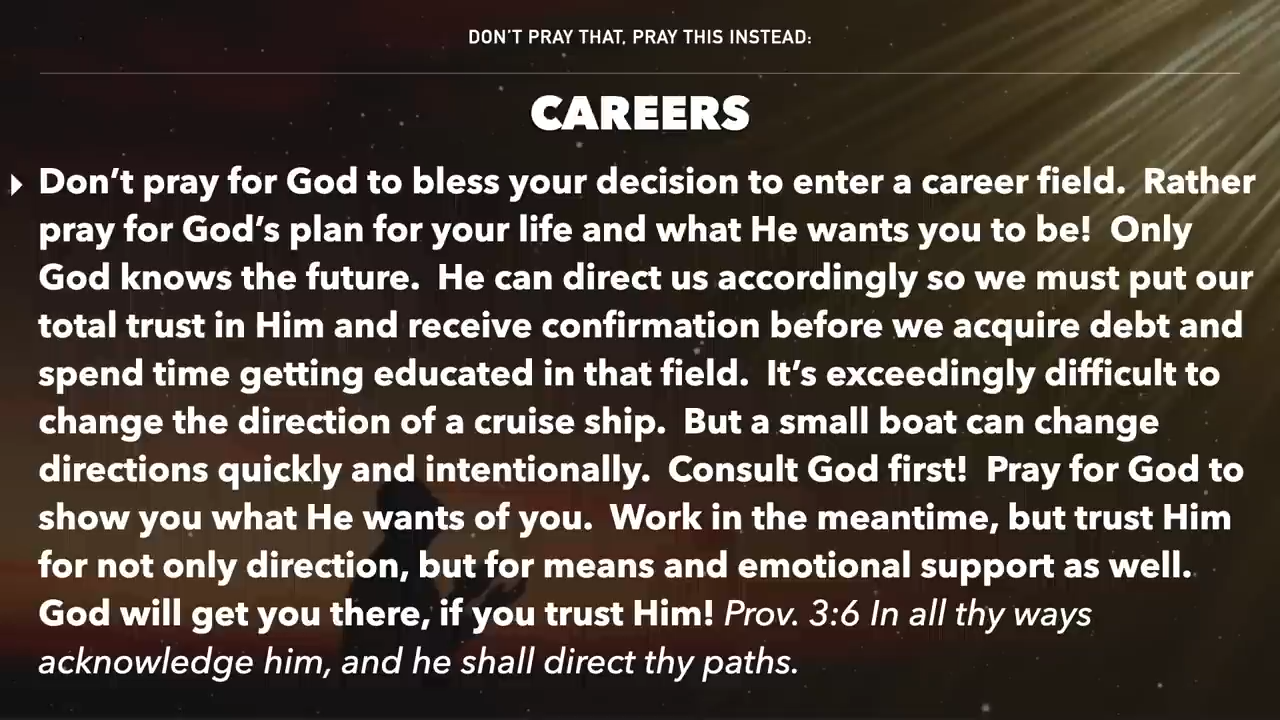 DON'T PRAY THAT, PRAY THIS INSTEAD:
CAREERS
Don't pray for God to bless your decision to enter a career field. Rather
pray for God's plan for your life and what He wants you to be! Only
God knows the future. He can direct us accordingly so we must put our
total trust in Him and receive confirmation before we acquire debt and
spend time getting educated in that field. It's exceedingly difficult to
change the direction of a cruise ship. But a small boat can change
directions quickly and intentionally. Consult God first! Pray for God to
show you what He wants of you. Work in the meantime, but trust Him
for not only direction, but for means and emotional support as well.
God will get you there, if you trust Him! Prov. 3:6 In all thy ways
acknowledge him, and he shall direct thy paths.